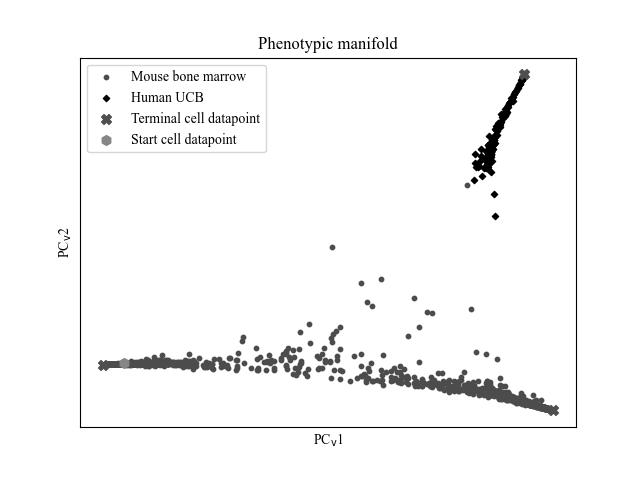 Phenotypic manifold
Mouse bone marrow
Human UCB
Terminal cell datapoint
Start cell datapoint
PCv2
PCv1